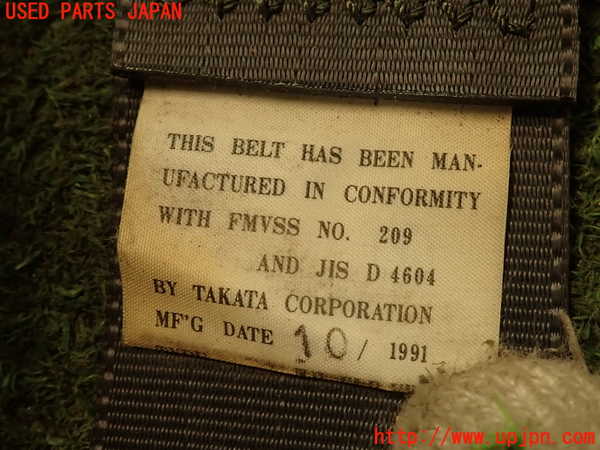 USED PARTS JAPAN
THIS BELT HAS BEEN MAN-
UFACTURED IN CONFORMITY
WITH FMVSS NO. 209
AND JIS D 4604
BY TAKATA CORPORATION
MF'G DATE 10 / 1991
http://www.upjpn.com/